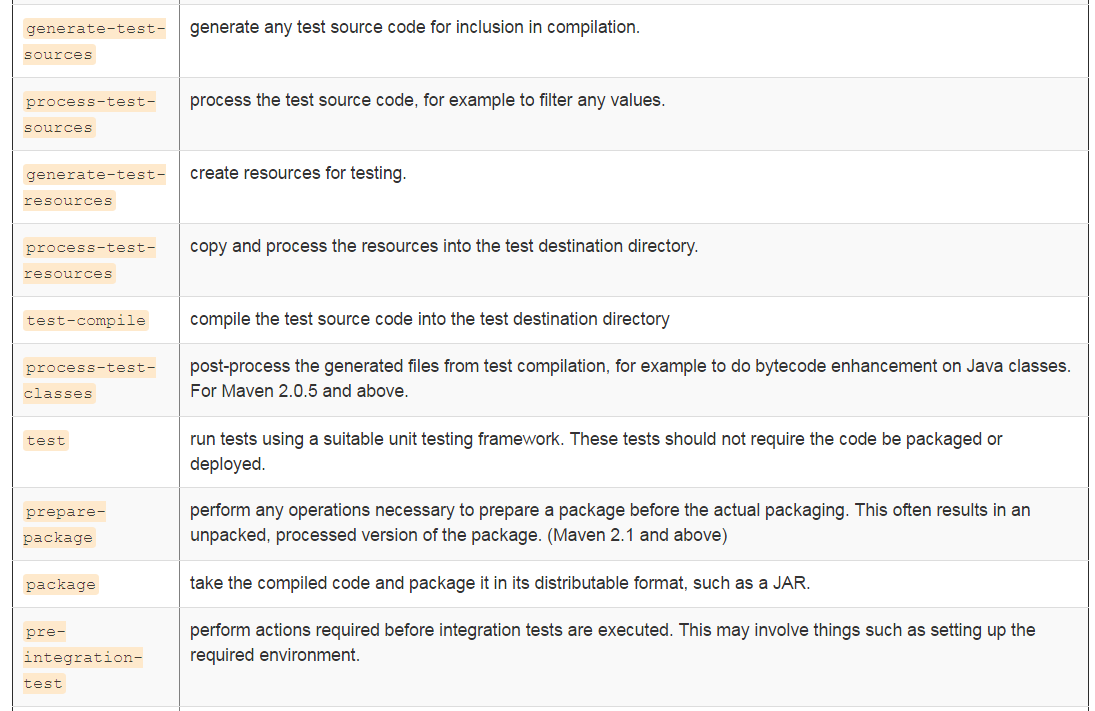 generate-test-
sources
generate any test source code for inclusion in compilation.
process-test-
sources
process the test source code, for example to filter any values.
generate-test-
resources
create resources for testing.
process-test-
resources
copy and process the resources into the test destination directory.
test-compile
compile the test source code into the test destination directory
process-test-
classes
post-process the generated files from test compilation, for example to do bytecode enhancement on Java classes.
For Maven 2.0.5 and above.
test
run tests using a suitable unit testing framework. These tests should not require the code be packaged or
deployed.
prepare-
package
perform any operations necessary to prepare a package before the actual packaging. This often results in an
unpacked, processed version of the package. (Maven 2.1 and above)
package
take the compiled code and package it in its distributable format, such as a JAR.
pre-
integration-
test
perform actions required before integration tests are executed. This may involve things such as setting up the
required environment.